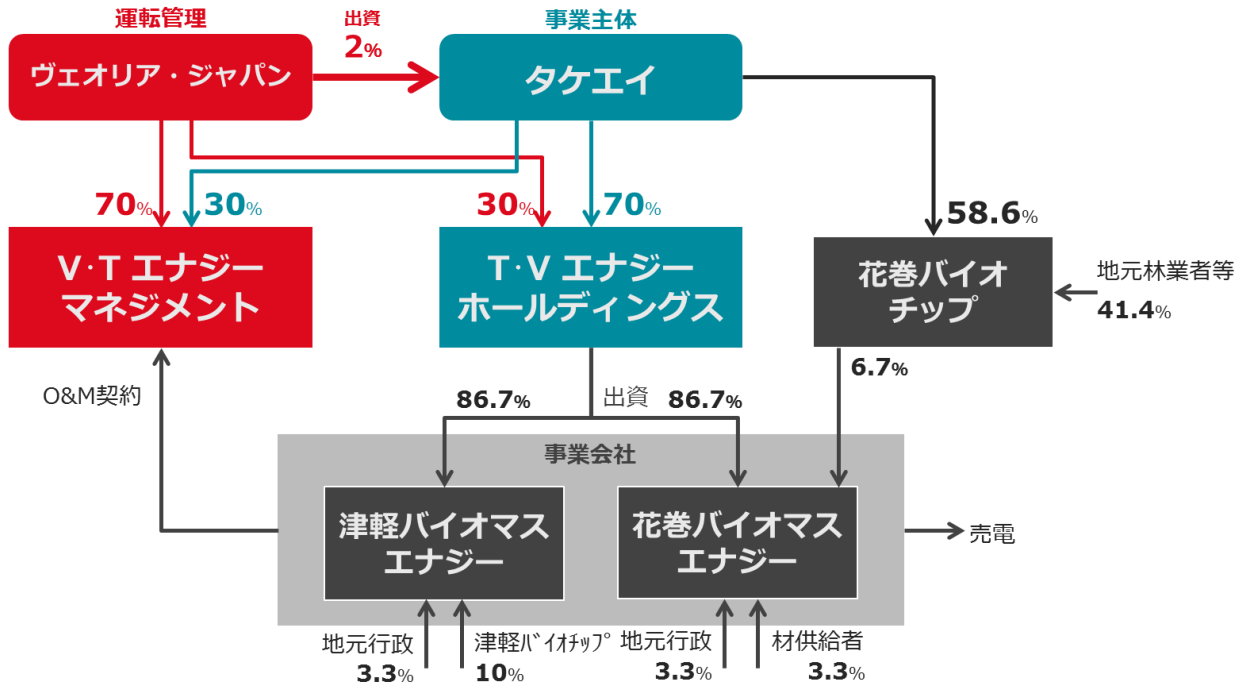 運転管理
出資
2%
事業主体
ヴェオリア・ジャパン
タケエイ
70%
30%
30%
70%
58.6%
V･T エナジー
マネジメント
T･V エナジー
ホールディングス
花巻バイオ
チップ
地元林業者等
41.4%
O&M契約
86.7%
出資
86.7%
6.7%
事業会社
津軽バイオマス
エナジー
花巻バイオマス
エナジー
売電
地元行政
3.3%
津軽ﾊﾞｲｵﾁｯﾌﾟ
10%
地元行政
3.3%
材供給者
3.3%